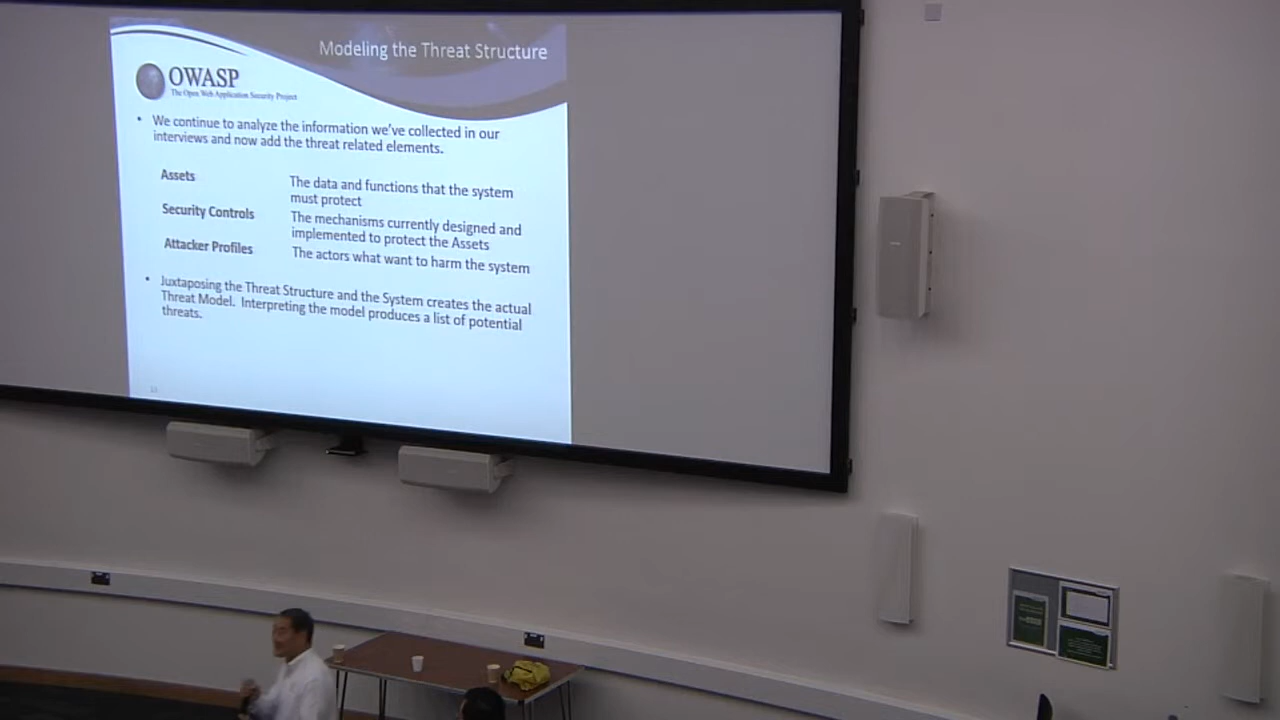 Modeling the Threat Structure
OWASP
The Open Web Application Security Project
• We continue to analyze the information we've collected in our
interviews and now add the threat related elements.
Assets
The data and functions that the system
must protect
Security Controls
The mechanisms currently designed and
implemented to protect the Assets
Attacker Profiles
The actors what want to harm the system
• Juxtaposing the Threat Structure and the System creates the actual
Threat Model. Interpreting the model produces a list of potential
threats.